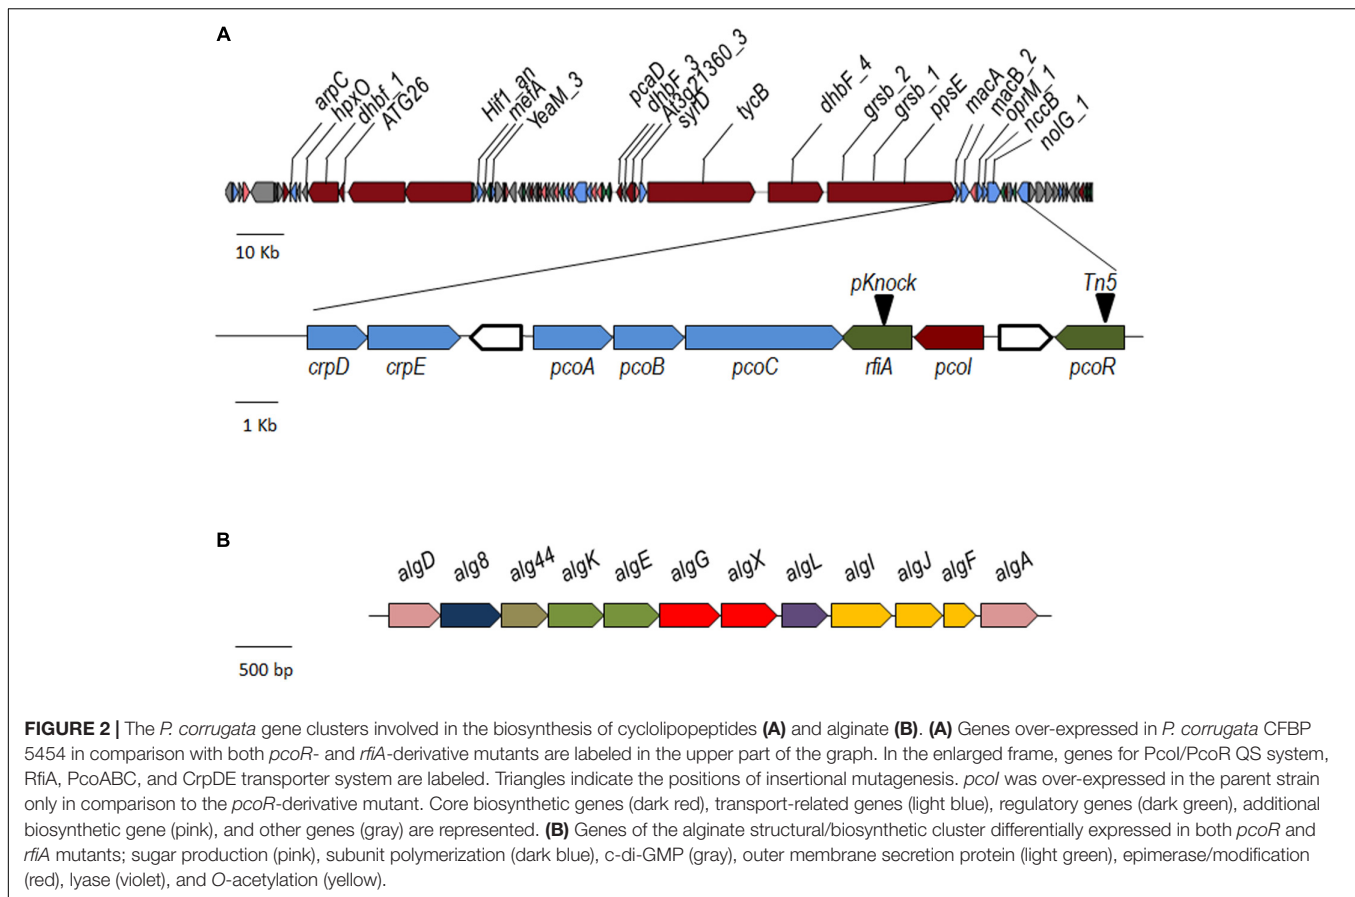 A
arpC
hpxO
dhbf_1
ATG26
Hif1_an
mefA
YeaM_3
pcaD
dhbF_3
At3g21360_3
syrD
tycB
dhbF_4
grsb_2
grsb_1
ppsE
macA
macB_2
oprM_1
nccB
nolG_1
10 Kb
pKnock
Tn5
crpD
crpE
pcoA
pcoB
pcoC
rfiA
pcoI
pcoR
1 Kb
B
algD
alg8
alg44
algK
algE
algG
algX
algL
algI
algJ
algF
algA
500 bp
FIGURE 2 | The P. corrugata gene clusters involved in the biosynthesis of cyclolipopeptides (A) and alginate (B). (A) Genes over-expressed in P. corrugata CFBP
5454 in comparison with both pcoR- and rfiA-derivative mutants are labeled in the upper part of the graph. In the enlarged frame, genes for PcoI/PcoR QS system,
RfiA, PcoABC, and CrpDE transporter system are labeled. Triangles indicate the positions of insertional mutagenesis. pcoI was over-expressed in the parent strain
only in comparison to the pcoR-derivative mutant. Core biosynthetic genes (dark red), transport-related genes (light blue), regulatory genes (dark green), additional
biosynthetic gene (pink), and other genes (gray) are represented. (B) Genes of the alginate structural/biosynthetic cluster differentially expressed in both pcoR and
rfiA mutants; sugar production (pink), subunit polymerization (dark blue), c-di-GMP (gray), outer membrane secretion protein (light green), epimerase/modification
(red), lyase (violet), and O-acetylation (yellow).